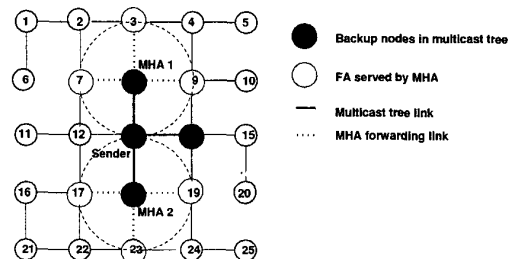 1 2 3 4 5
MHA 1
Backup nodes in multicast tree
6 7 9 10
FA served by MHA
Multicast tree link
11 12 15
MHA forwarding link
Sender
16 17 19 20
MHA 2
21 22 23 24 25